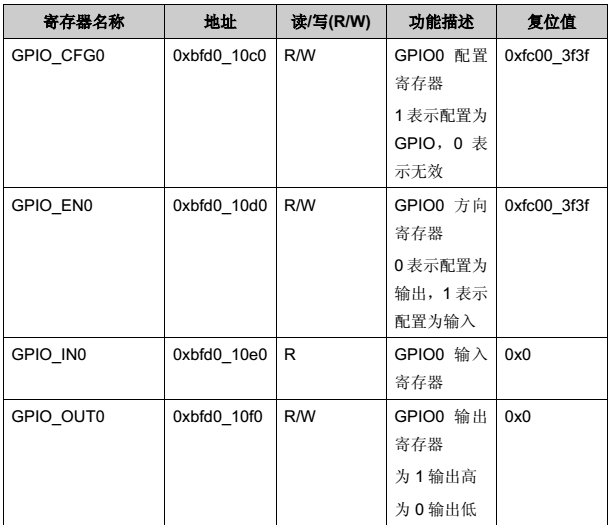 寄存器名称 地址 读/写(R/W) 功能描述 复位值
GPIO_CFG0 0xbfd0_10c0 R/W GPIO0 配置 0xfc00_3f3f
寄存器
1 表示配置为
GPIO，0 表
示无效
GPIO_EN0 0xbfd0_10d0 R/W GPIO0 方向 0xfc00_3f3f
寄存器
0 表示配置为
输出，1 表示
配置为输入
GPIO_IN0 0xbfd0_10e0 R GPIO0 输入 0x0
寄存器
GPIO_OUT0 0xbfd0_10f0 R/W GPIO0 输出 0x0
寄存器
为 1 输出高
为 0 输出低